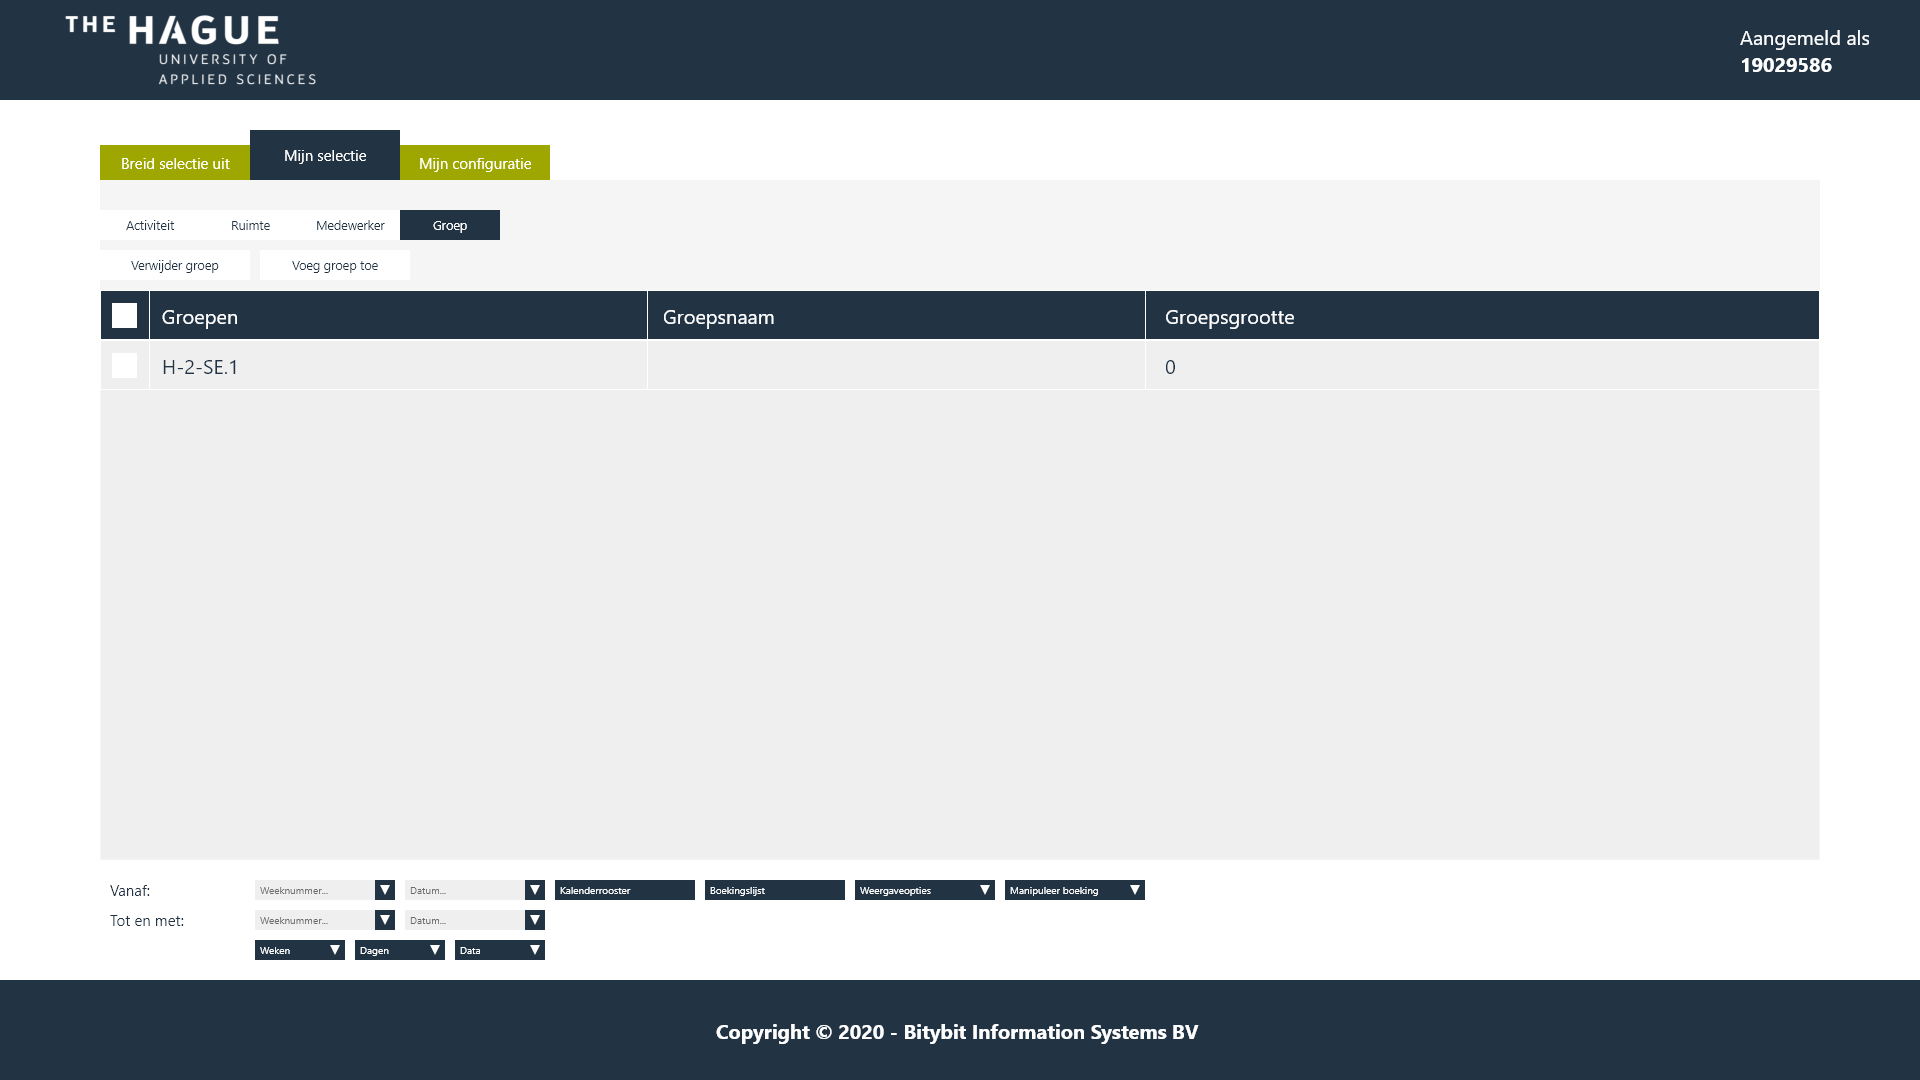 THE HAGUE
UNIVERSITY OF
APPLIED SCIENCES
Aangemeld als
19029586
Breid selectie uit
Mijn selectie
Mijn configuratie
Activiteit
Ruimte
Medewerker
Groep
Verwijder groep
Voeg groep toe
Groepen
Groepsnaam
Groepsgrootte
H-2-SE.1
0
Vanaf:
Weeknummer...
Datum...
Kalenderrooster
Boekingslijst
Weergaveopties
Manipuleer boeking
Tot en met:
Weeknummer...
Datum...
Weken
Dagen
Data
Copyright © 2020 - Bitybit Information Systems BV